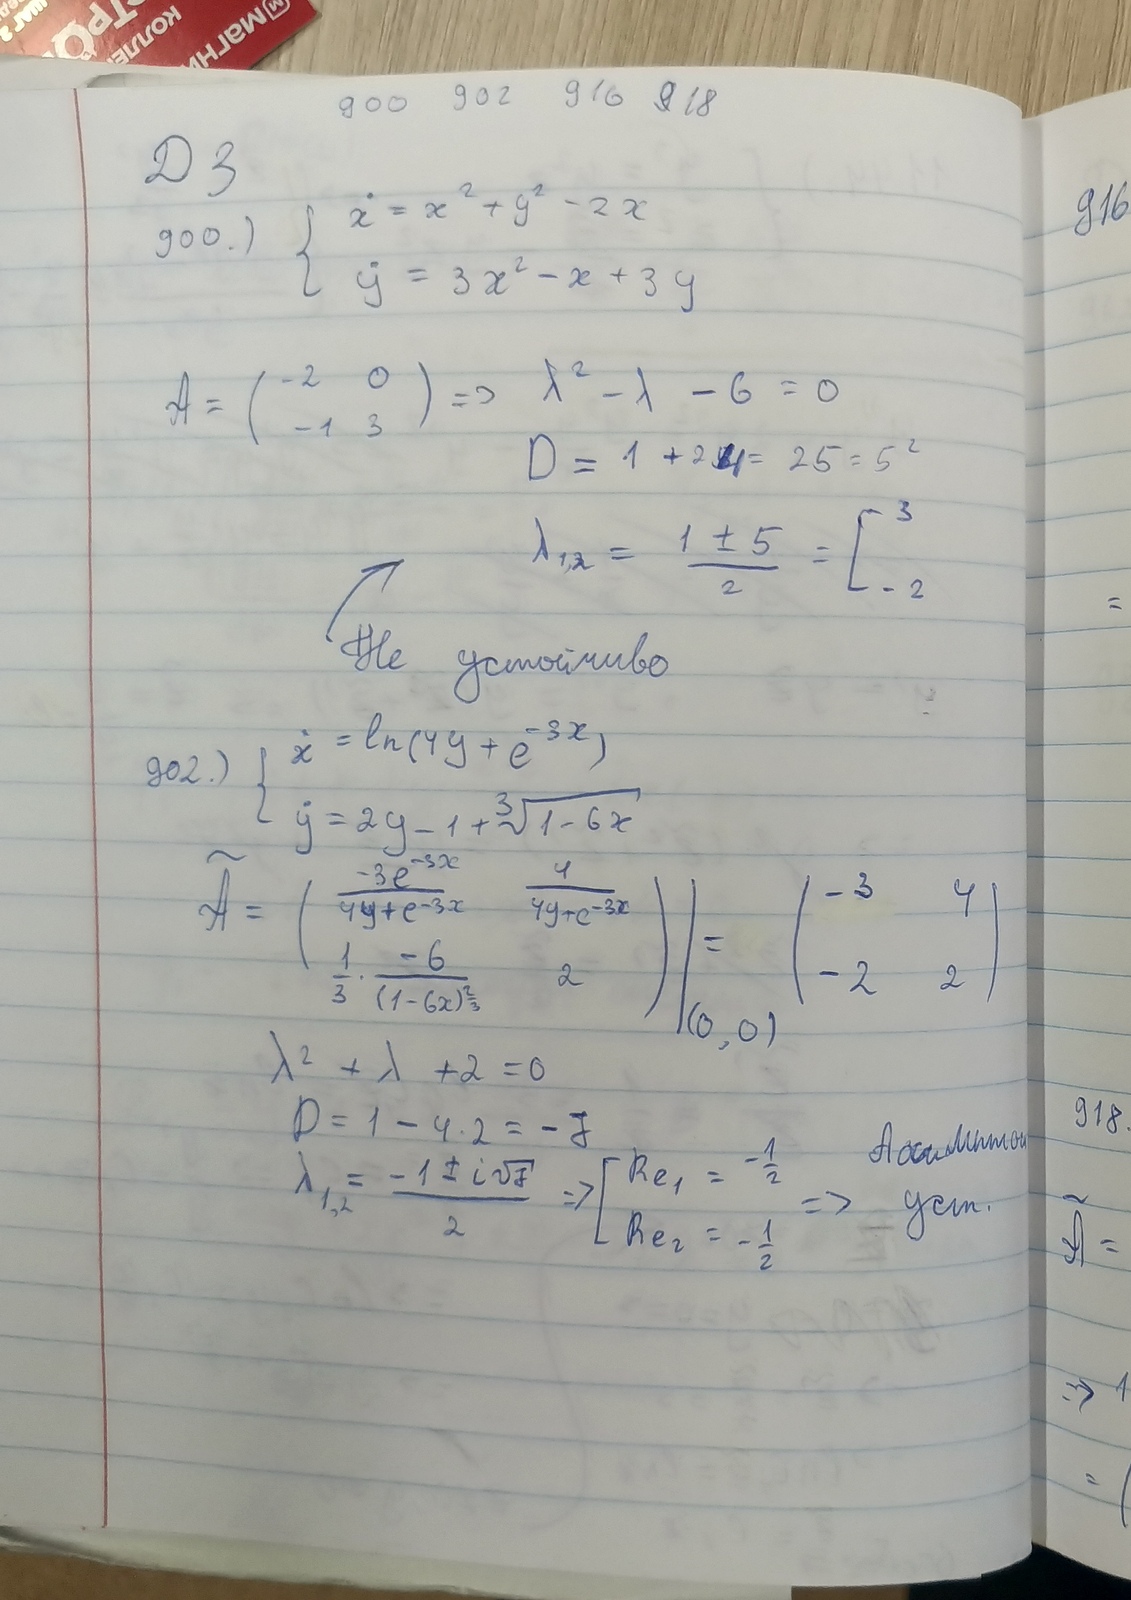 МАГНИ
КОЛЛЕ
900 902 916 918
ДЗ
900.) { ẋ = x² + y² - 2x
ẏ = 3x² - x + 3y
A = ( -2 0
-1 3 ) => λ² - λ - 6 = 0
D = 1 + 24 = 25 = 5²
λ₁,₂ = (1 ± 5)/2 = [ 3
-2
Не устойчиво
902.) { ẋ = ln(4y + e^{-3x})
ẏ = 2y - 1 + ∛(1 - 6x)
Ã = ( -3e^{-3x}/(4y+e^{-3x}) 4/(4y+e^{-3x})
1/3 · -6/(1-6x)^{2/3} 2 ) |(0,0) = ( -3 4
-2 2 )
λ² + λ + 2 = 0
D = 1 - 4·2 = -7
λ₁,₂ = (-1 ± i√7)/2 => [ Re₁ = -1/2
Re₂ = -1/2 => уст.
916
=
918.
Ã =
=> 1
= (